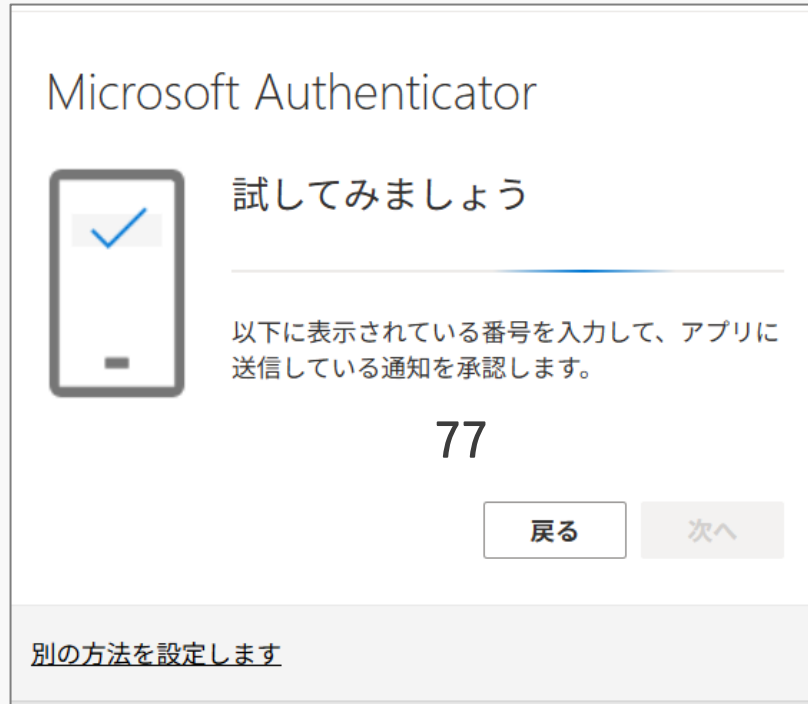 Microsoft Authenticator
試してみましょう
以下に表示されている番号を入力して、アプリに
送信している通知を承認します。
77
戻る
次へ
別の方法を設定します